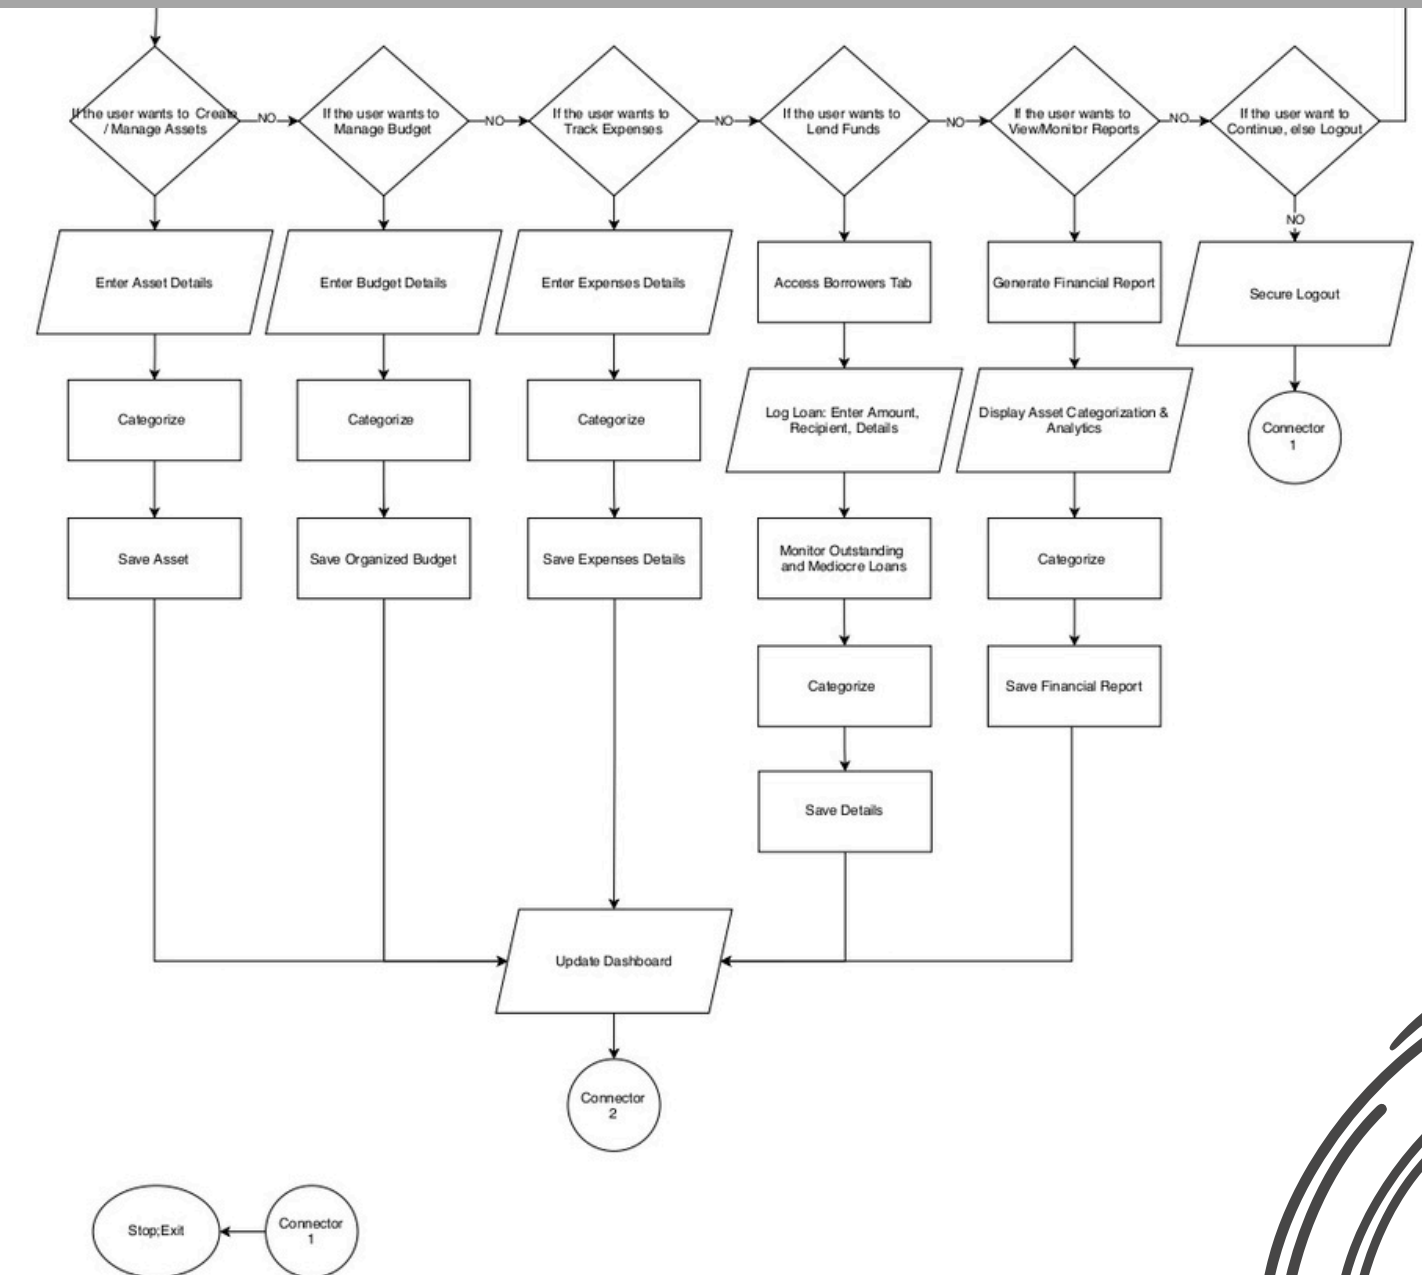 If the user wants to Create
/ Manage Assets
NO
If the user wants to
Manage Budget
NO
If the user wants to
Track Expenses
NO
If the user wants to
Lend Funds
NO
If the user wants to
View/Monitor Reports
NO
If the user want to
Continue, else Logout
NO
Enter Asset Details
Enter Budget Details
Enter Expenses Details
Access Borrowers Tab
Generate Financial Report
Secure Logout
Categorize
Categorize
Categorize
Log Loan: Enter Amount,
Recipient, Details
Display Asset Categorization &
Analytics
Connector
1
Save Asset
Save Organized Budget
Save Expenses Details
Monitor Outstanding
and Mediocre Loans
Categorize
Categorize
Save Financial Report
Save Details
Update Dashboard
Connector
2
Stop;Exit
Connector
1